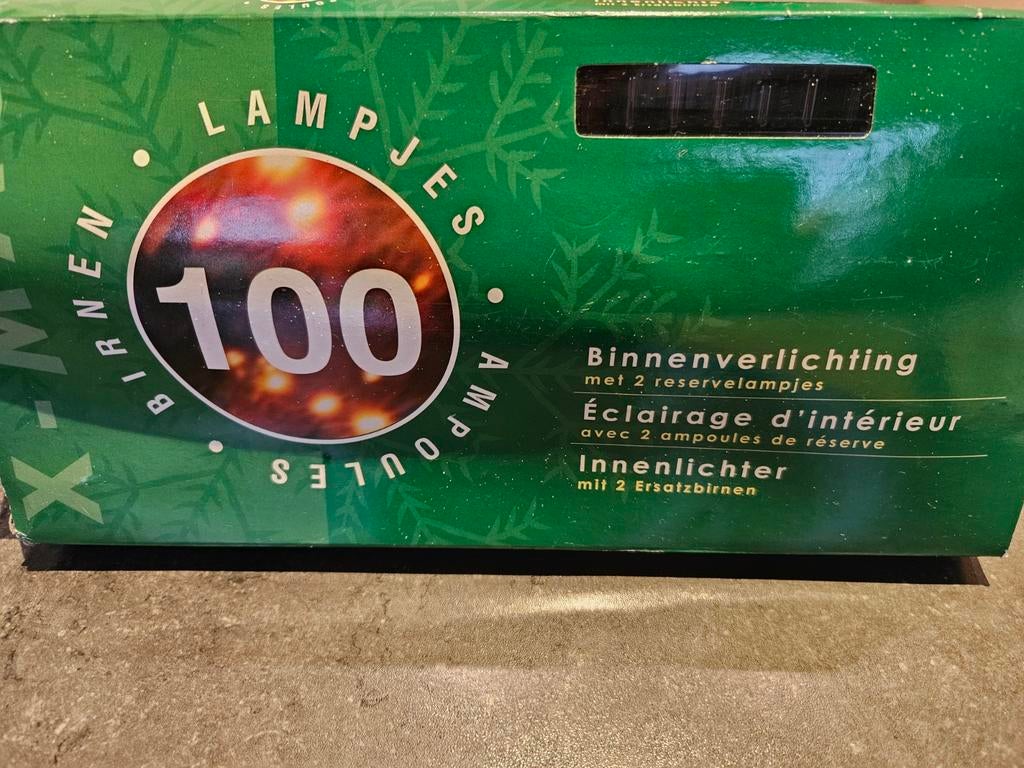 LAMPJES • AMPOULES • BIRNEN •
100
Binnenverlichting
met 2 reservelampjes
Éclairage d'intérieur
avec 2 ampoules de réserve
Innenlichter
mit 2 Ersatzbirnen